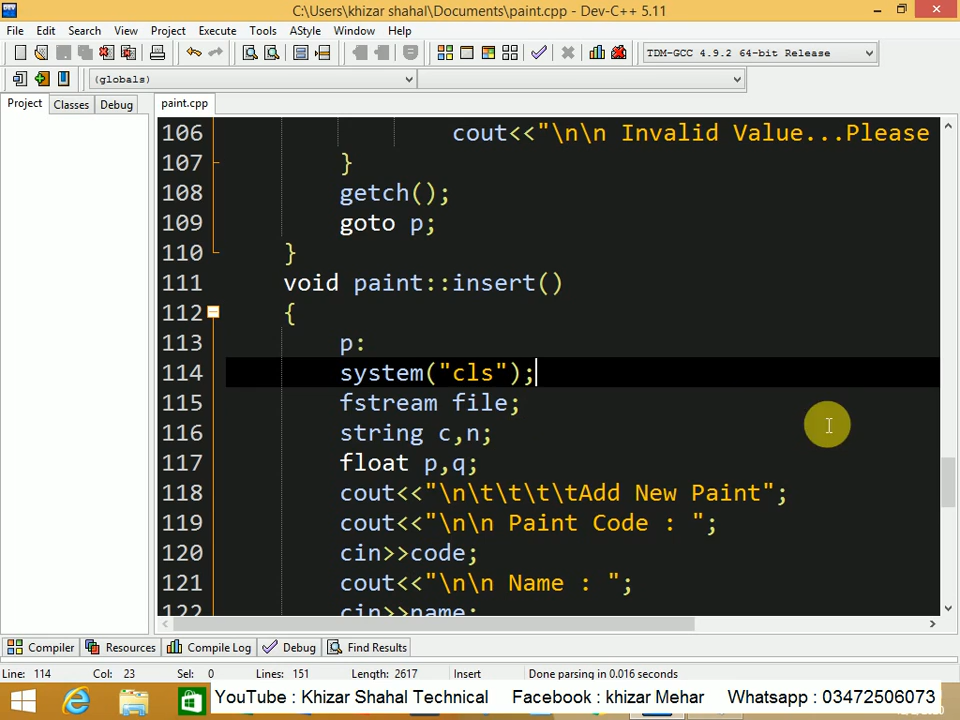 C:\Users\khizar shahal\Documents\paint.cpp - Dev-C++ 5.11
File Edit Search View Project Execute Tools AStyle Window Help
TDM-GCC 4.9.2 64-bit Release
(globals)
Project Classes Debug paint.cpp
106 cout<<"\n\n Invalid Value...Please
107 }
108 getch();
109 goto p;
110 }
111 void paint::insert()
112 {
113 p:
114 system("cls");
115 fstream file;
116 string c,n;
117 float p,q;
118 cout<<"\n\t\t\t\tAdd New Paint";
119 cout<<"\n\n Paint Code : ";
120 cin>>code;
121 cout<<"\n\n Name : ";
122 cin>>name;
Compiler Resources Compile Log Debug Find Results
Line: 114 Col: 23 Sel: 0 Lines: 151 Length: 2617 Insert Done parsing in 0.016 seconds
YouTube : Khizar Shahal Technical Facebook : khizar Mehar Whatsapp : 03472506073